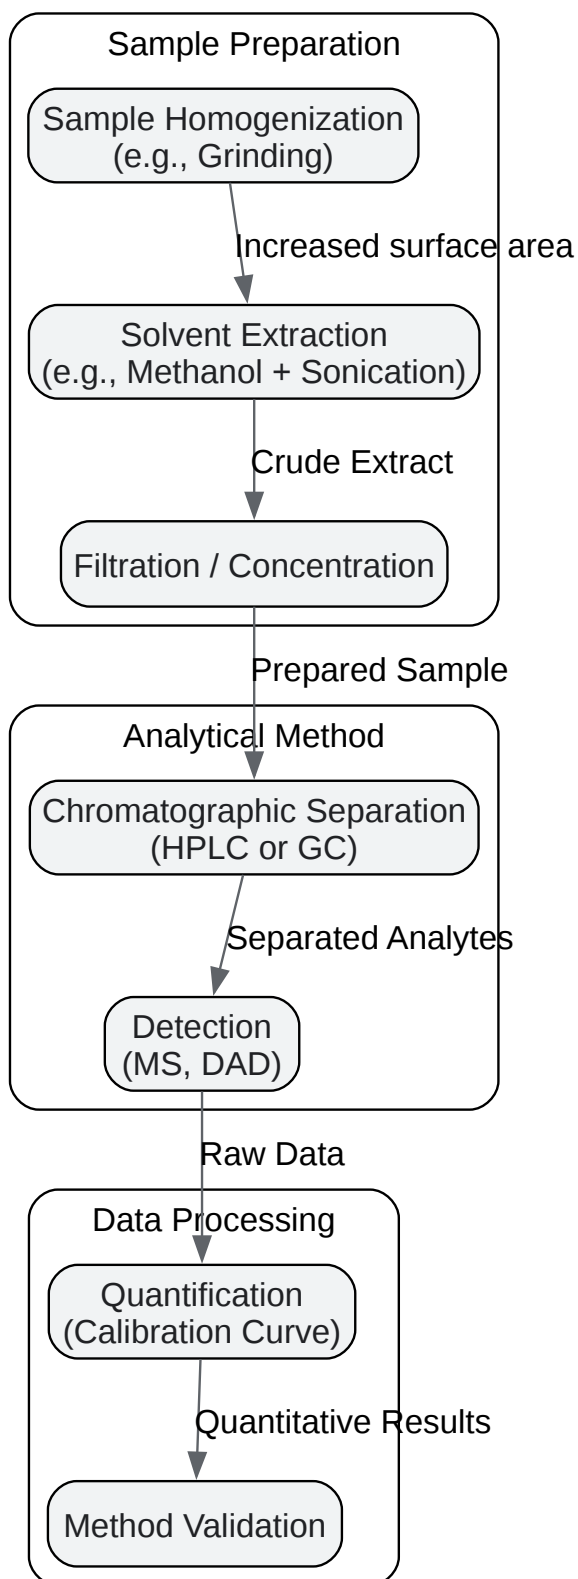 Sample Preparation
Sample Homogenization
(e.g., Grinding)
Increased surface area
Solvent Extraction
(e.g., Methanol + Sonication)
Crude Extract
Filtration / Concentration
Prepared Sample
Analytical Method
Chromatographic Separation
(HPLC or GC)
Separated Analytes
Detection
(MS, DAD)
Raw Data
Data Processing
Quantification
(Calibration Curve)
Quantitative Results
Method Validation